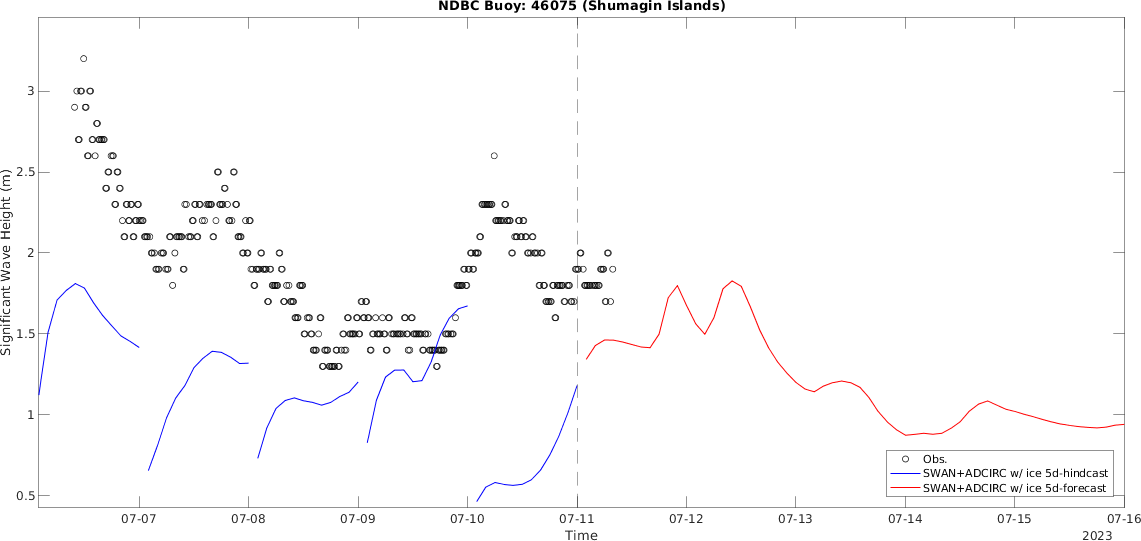 NDBC Buoy: 46075 (Shumagin Islands)
Significant Wave Height (m)
3
2.5
2
1.5
1
0.5
Obs.
SWAN+ADCIRC w/ ice 5d-hindcast
SWAN+ADCIRC w/ ice 5d-forecast
07-07
07-08
07-09
07-10
07-11
07-12
07-13
07-14
07-15
07-16
Time
2023